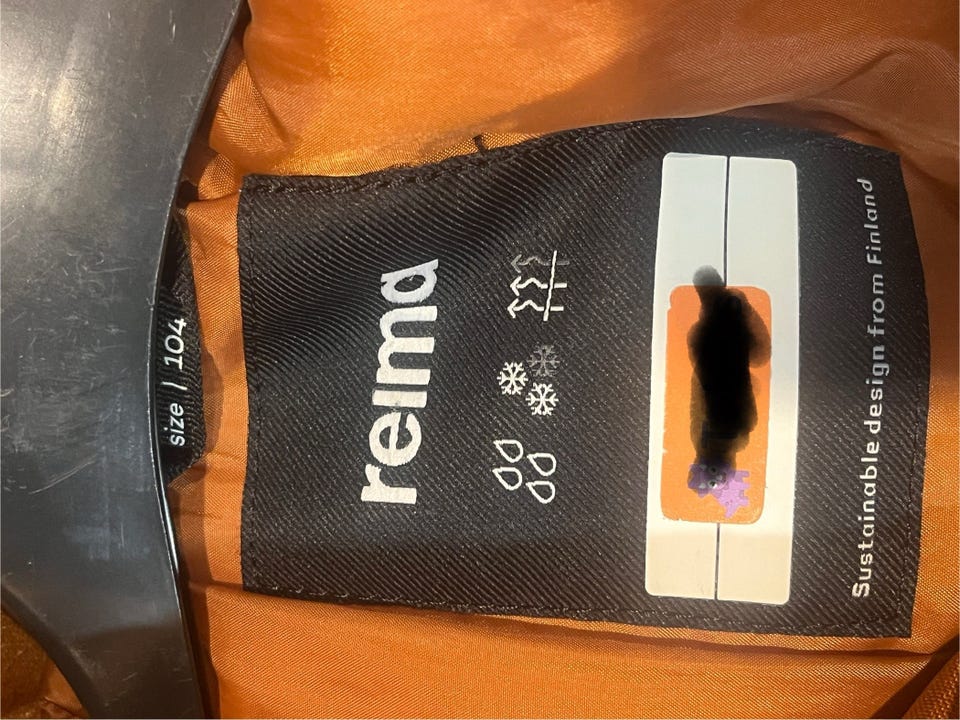 size / 104
reima
Sustainable design from Finland